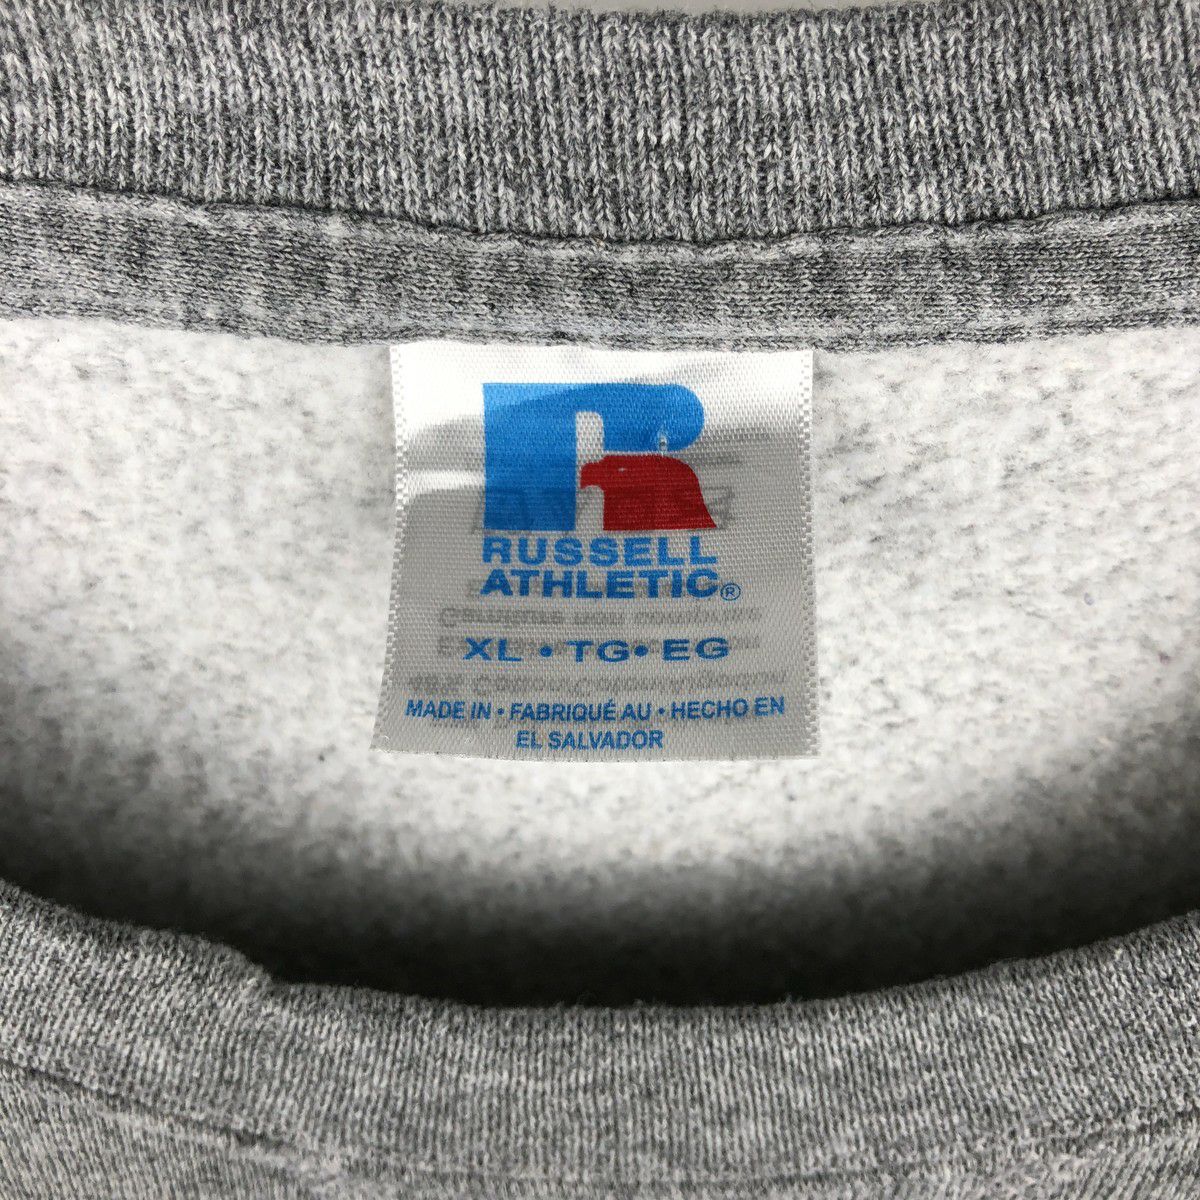 RUSSELL
ATHLETIC®
XL • TG • EG
MADE IN • FABRIQUÉ AU • HECHO EN
EL SALVADOR